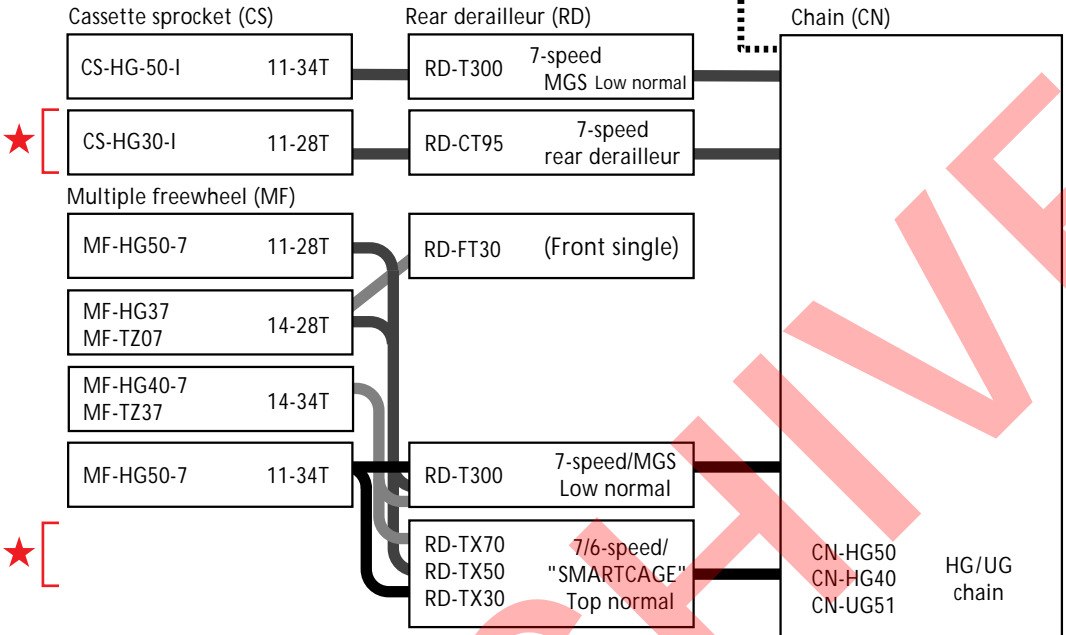 Cassette sprocket (CS)
Rear derailleur (RD)
Chain (CN)
CS-HG-50-I 11-34T
RD-T300 7-speed
MGS Low normal
CS-HG30-I 11-28T
RD-CT95 7-speed
rear derailleur
Multiple freewheel (MF)
MF-HG50-7 11-28T
RD-FT30 (Front single)
MF-HG37
MF-TZ07
14-28T
MF-HG40-7
MF-TZ37
14-34T
MF-HG50-7 11-34T
RD-T300 7-speed/MGS
Low normal
RD-TX70
RD-TX50
RD-TX30
7/6-speed/
"SMARTCAGE"
Top normal
CN-HG50
CN-HG40
CN-UG51
HG/UG
chain
CHIVE